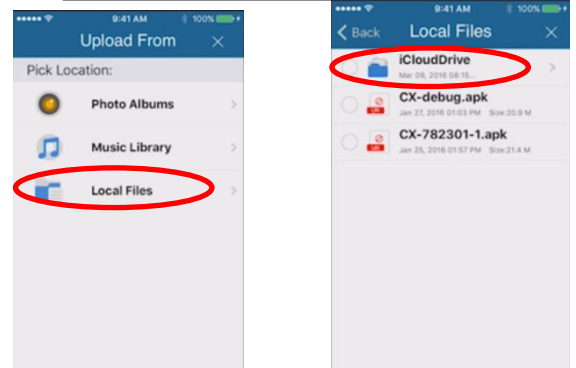 9:41 AM 100%
Upload From
Pick Location:
Photo Albums
Music Library
Local Files
9:41 AM 100%
Back Local Files
iCloudDrive
Mar 09, 2016 08:15...
CX-debug.apk
Jan 27, 2016 01:03 PM Size:20.9 M
CX-782301-1.apk
Jan 25, 2016 01:57 PM Size:21.4 M